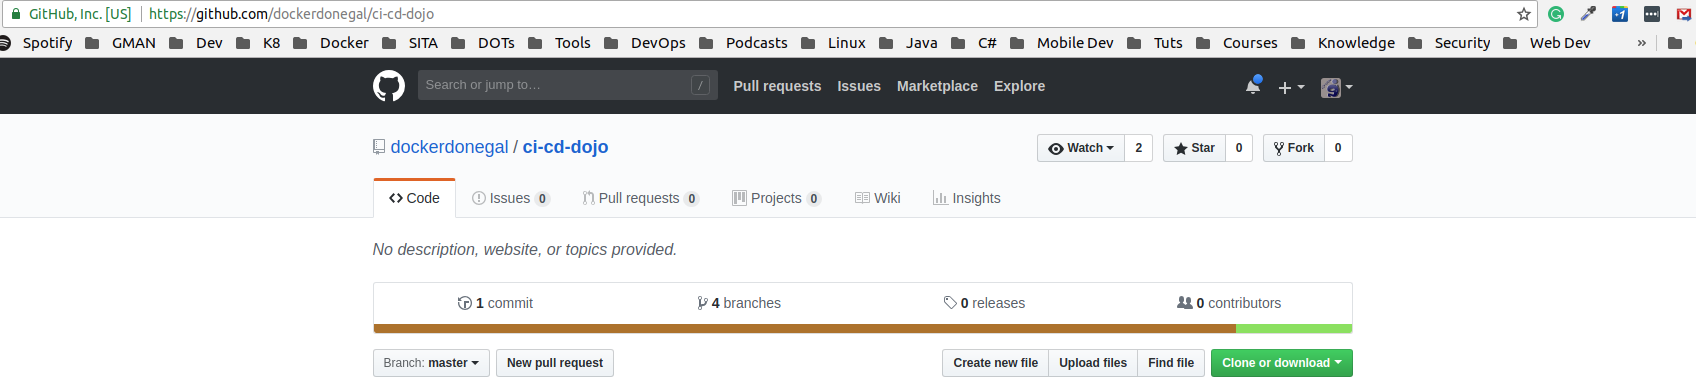 GitHub, Inc. [US] https://github.com/dockerdonegal/ci-cd-dojo
Spotify GMAN Dev K8 Docker SITA DOTs Tools DevOps Podcasts Linux Java C# Mobile Dev Tuts Courses Knowledge Security Web Dev »
Search or jump to… / Pull requests Issues Marketplace Explore
dockerdonegal / ci-cd-dojo Watch 2 Star 0 Fork 0
Code Issues 0 Pull requests 0 Projects 0 Wiki Insights
No description, website, or topics provided.
1 commit 4 branches 0 releases 0 contributors
Branch: master New pull request Create new file Upload files Find file Clone or download